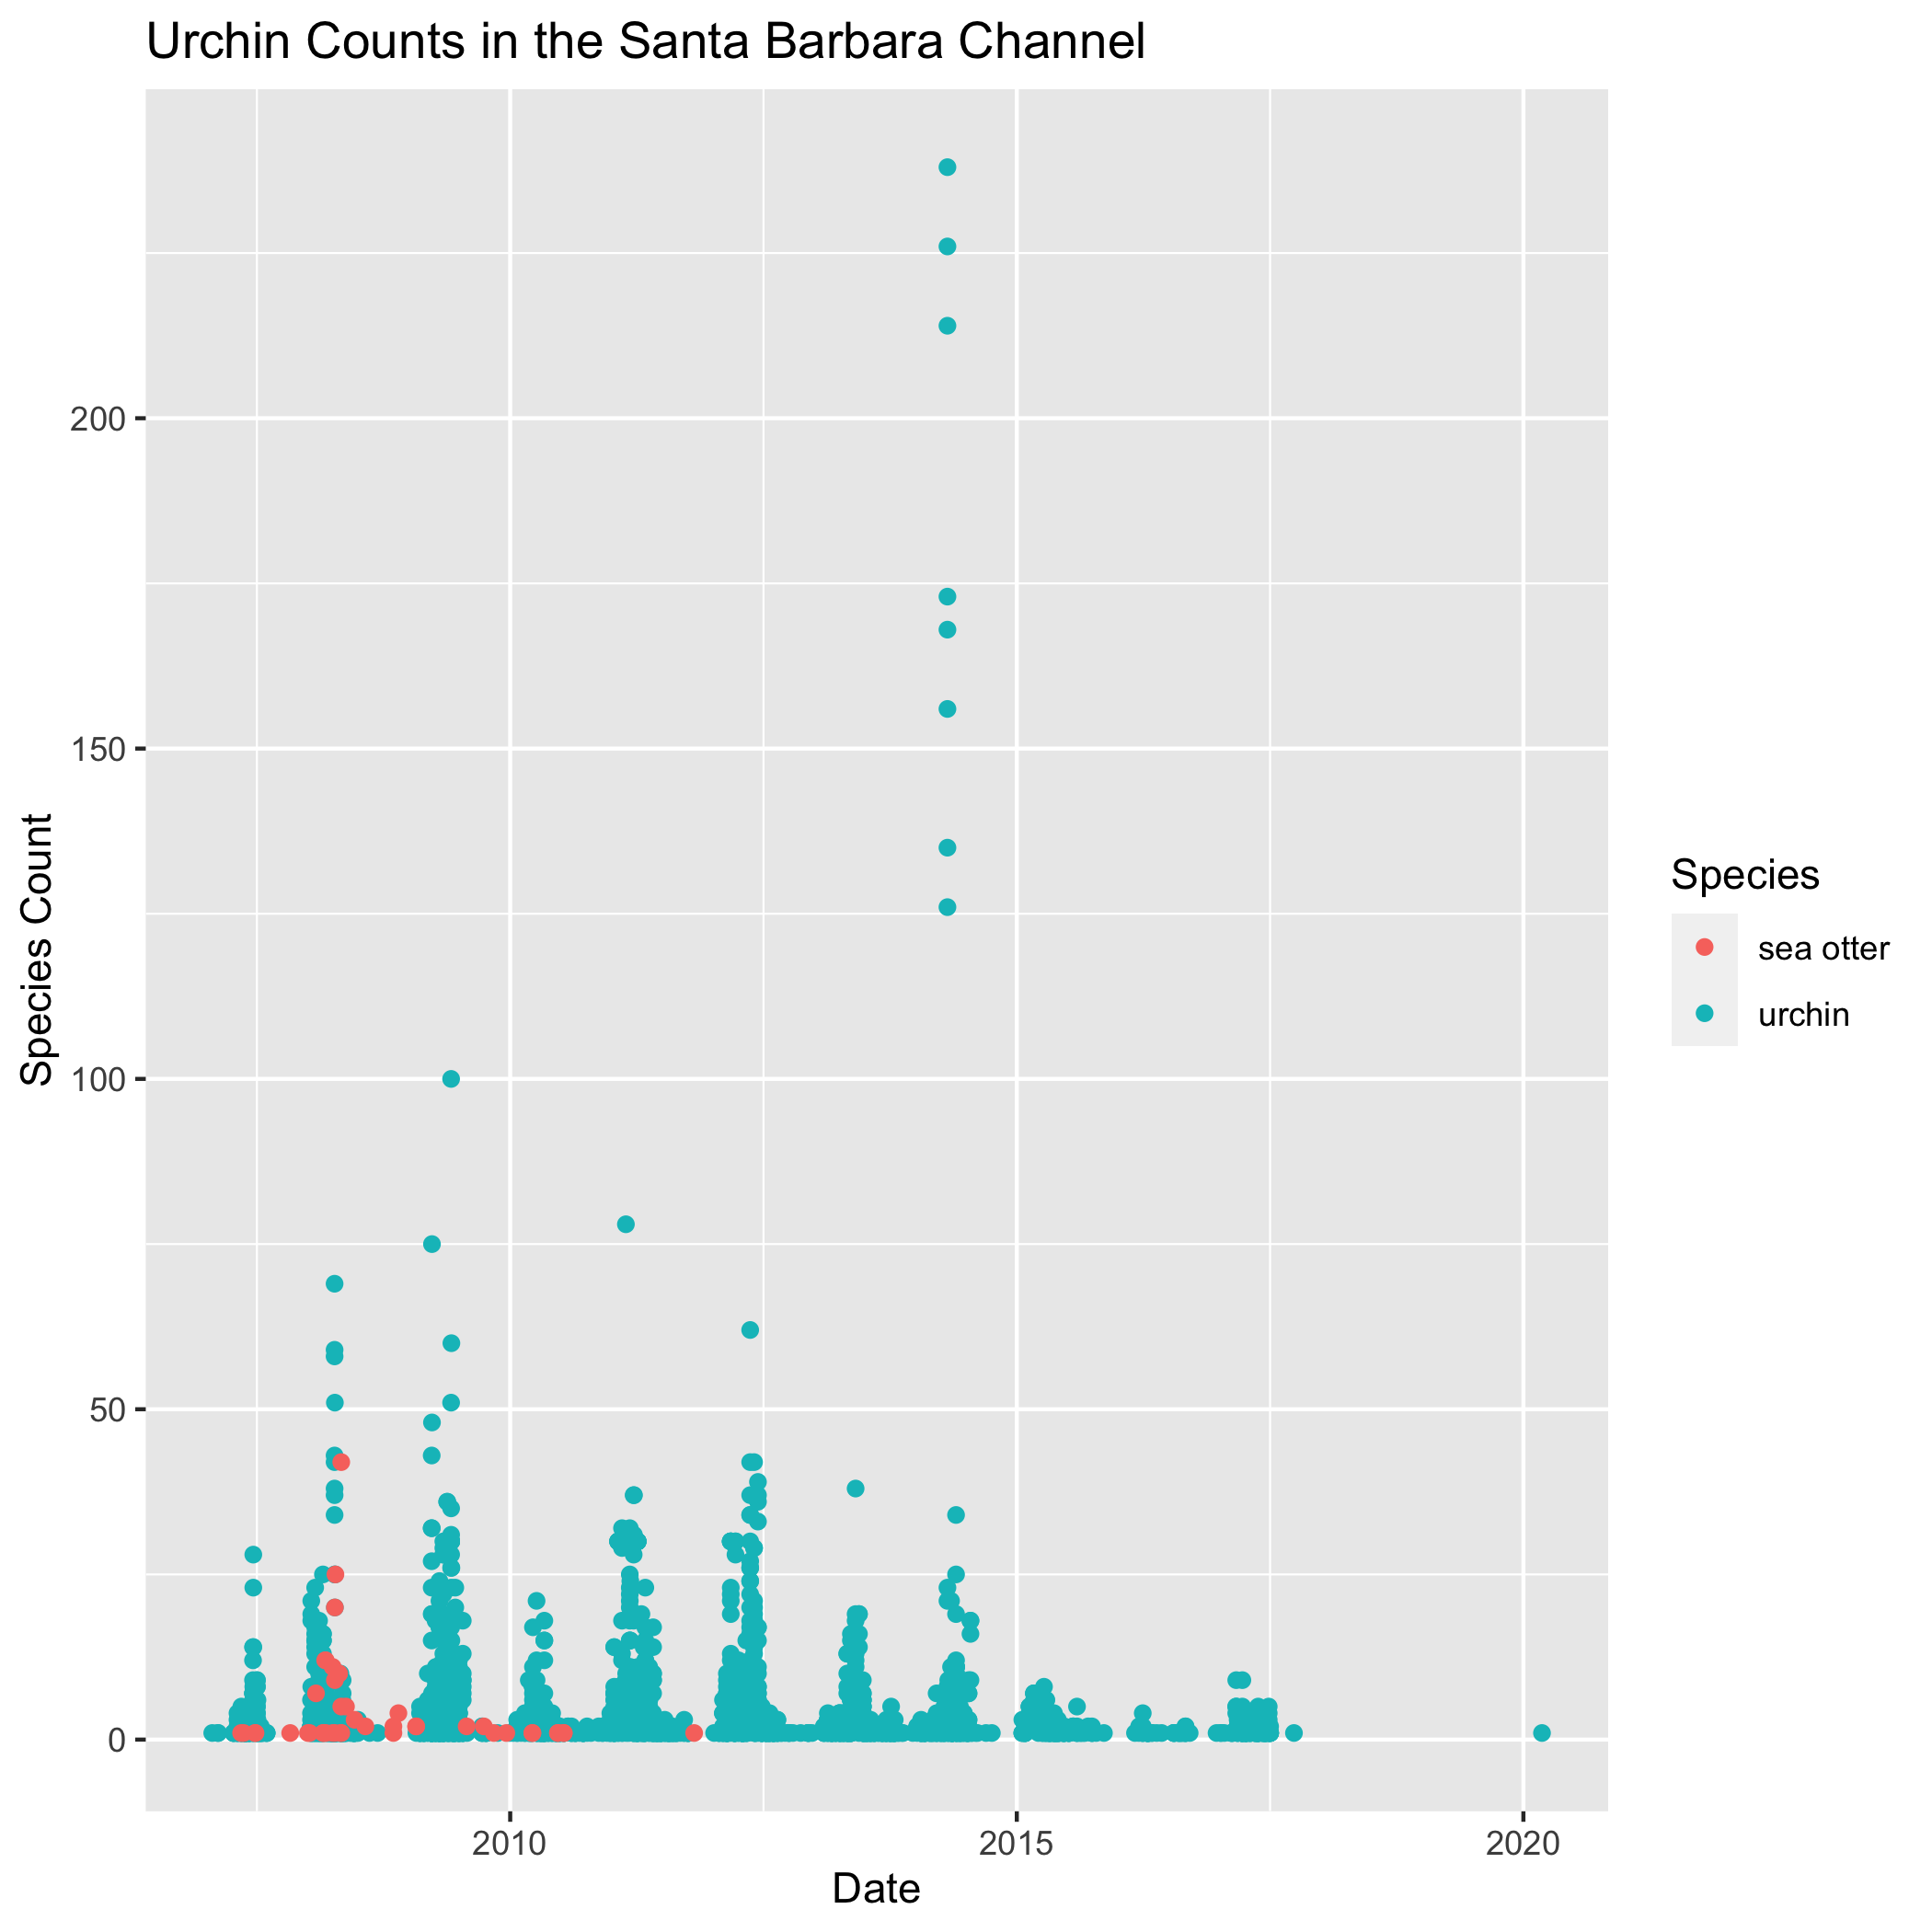 Urchin Counts in the Santa Barbara Channel
200
150
100
50
0
Species Count
2010
2015
2020
Date
Species
sea otter
urchin